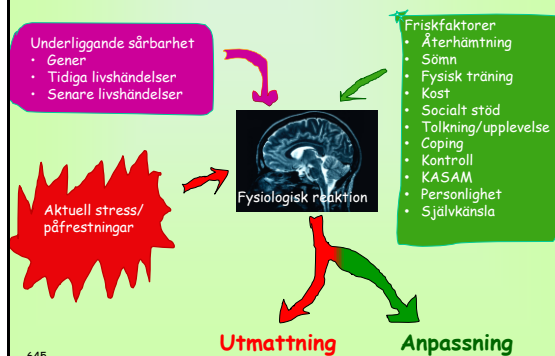 Underliggande sårbarhet
• Gener
• Tidiga livshändelser
• Senare livshändelser
Friskfaktorer
• Återhämtning
• Sömn
• Fysisk träning
• Kost
• Socialt stöd
• Tolkning/upplevelse
• Coping
• Kontroll
• KASAM
• Personlighet
• Självkänsla
Aktuell stress/
påfrestningar
Fysiologisk reaktion
Utmattning
Anpassning